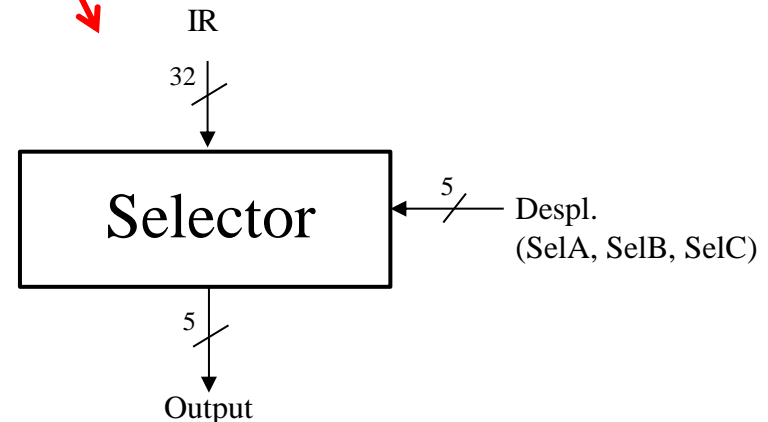 IR
32
Selector
5
Despl.
(SelA, SelB, SelC)
5
Output